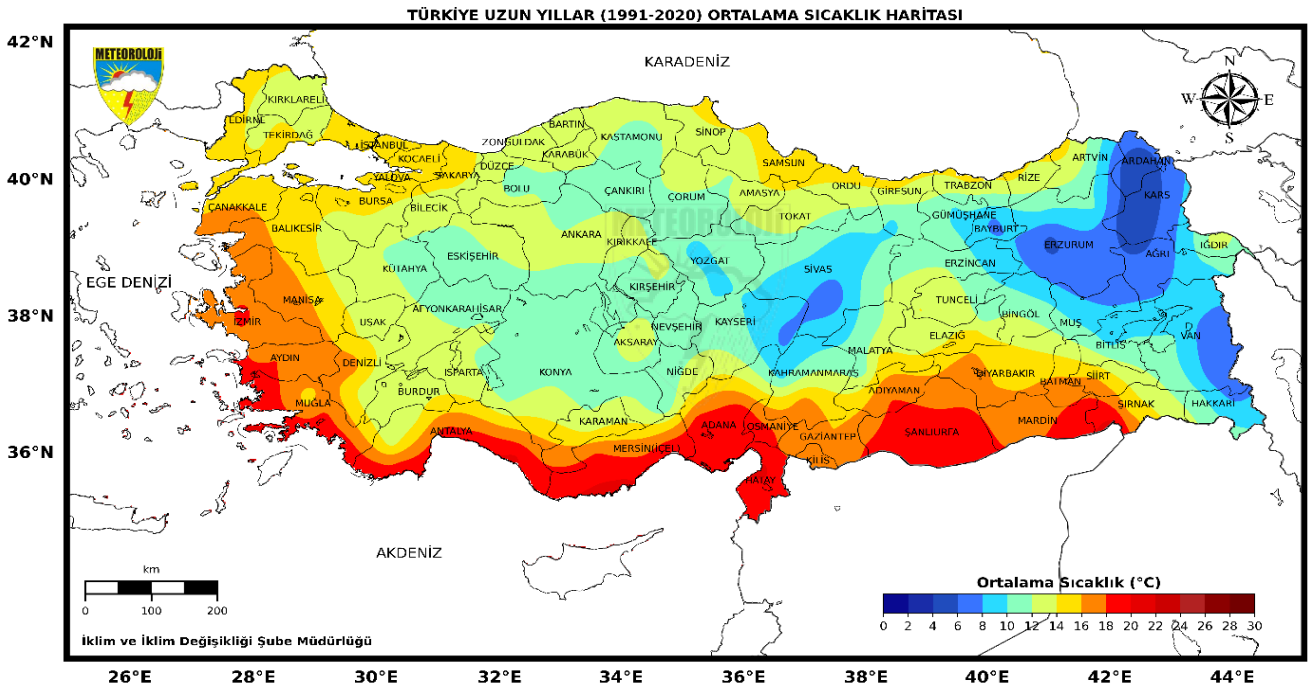 TÜRKİYE UZUN YILLAR (1991-2020) ORTALAMA SICAKLIK HARİTASI
42°N
40°N
38°N
36°N
METEOROLOJi
KARADENİZ
N
W E
S
KIRKLARELİ
EDİRNE
TEKİRDAĞ
İSTANBUL
KOCAELİ
YALOVA
SAKARYA
DÜZCE
ZONGULDAK
BARTIN
KARABÜK
KASTAMONU
SİNOP
SAMSUN
ORDU
GİRESUN
TRABZON
RİZE
ARTVİN
ARDAHAN
KARS
ÇANAKKALE
BALIKESİR
BURSA
BİLECİK
BOLU
ÇANKIRI
ÇORUM
AMASYA
TOKAT
GÜMÜŞHANE
BAYBURT
ERZURUM
AĞRI
IĞDIR
METEOROLOJi
ANKARA
KIRIKKALE
ESKİŞEHİR
KÜTAHYA
YOZGAT
SİVAS
ERZİNCAN
EGE DENİZİ
MANİSA
İZMİR
UŞAK
AFYONKARAHİSAR
KIRŞEHİR
NEVŞEHİR
AKSARAY
KAYSERİ
TUNCELİ
BİNGÖL
ELAZIĞ
MUŞ
BİTLİS
VAN
AYDIN
DENİZLİ
ISPARTA
BURDUR
KONYA
NİĞDE
KAHRAMANMARAŞ
MALATYA
ADIYAMAN
DİYARBAKIR
BATMAN
SİİRT
ŞIRNAK
HAKKARİ
MUĞLA
ANTALYA
KARAMAN
MERSİN(İÇEL)
ADANA
OSMANİYE
GAZİANTEP
KİLİS
ŞANLIURFA
MARDİN
HATAY
AKDENİZ
km
0 100 200
İklim ve İklim Değişikliği Şube Müdürlüğü
Ortalama Sıcaklık (°C)
0 2 4 6 8 10 12 14 16 18 20 22 24 26 28 30
26°E 28°E 30°E 32°E 34°E 36°E 38°E 40°E 42°E 44°E